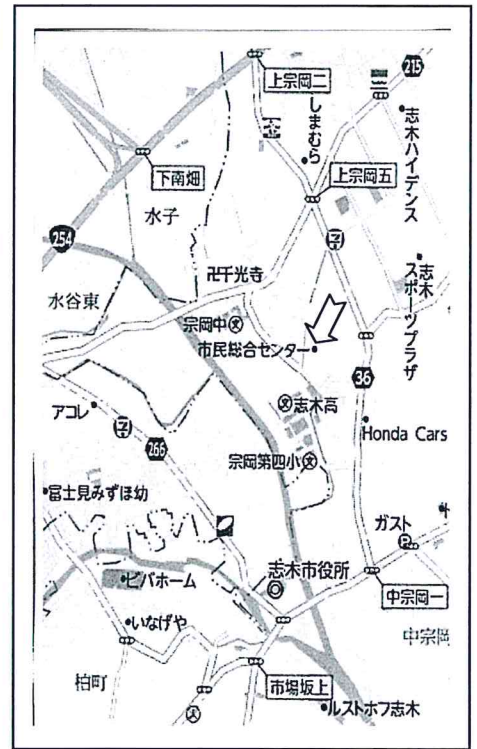 上宗岡二
215
しまむら
志木ハイデンス
下南畑
上宗岡五
水子
254
卍千光寺
志木
スポーツプラザ
水谷東
宗岡中
文
市民総合センター
36
アコレ
文
志木高
Honda Cars
266
宗岡第四小
文
富士見みずほ幼
ガスト
P
ビバホーム
志木市役所
中宗岡一
いなげや
中宗岡
柏町
市場坂上
ルストホフ志木